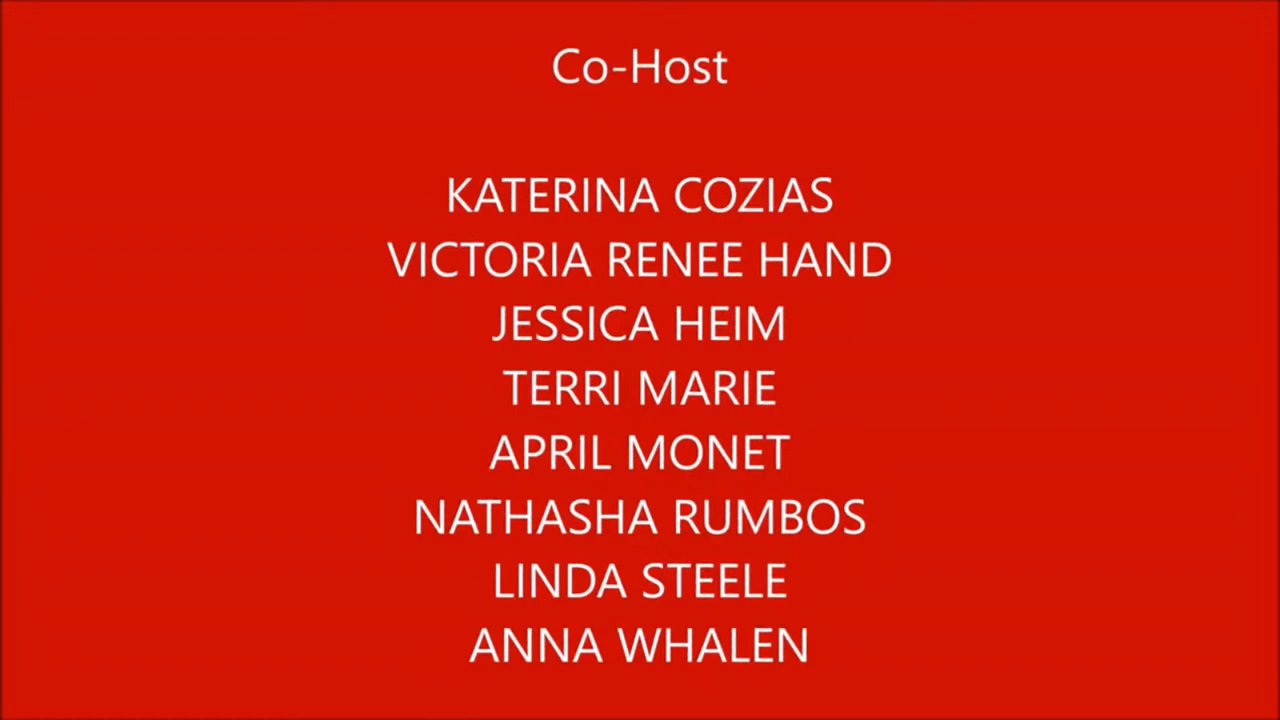 Co-Host
KATERINA COZIAS
VICTORIA RENEE HAND
JESSICA HEIM
TERRI MARIE
APRIL MONET
NATHASHA RUMBOS
LINDA STEELE
ANNA WHALEN